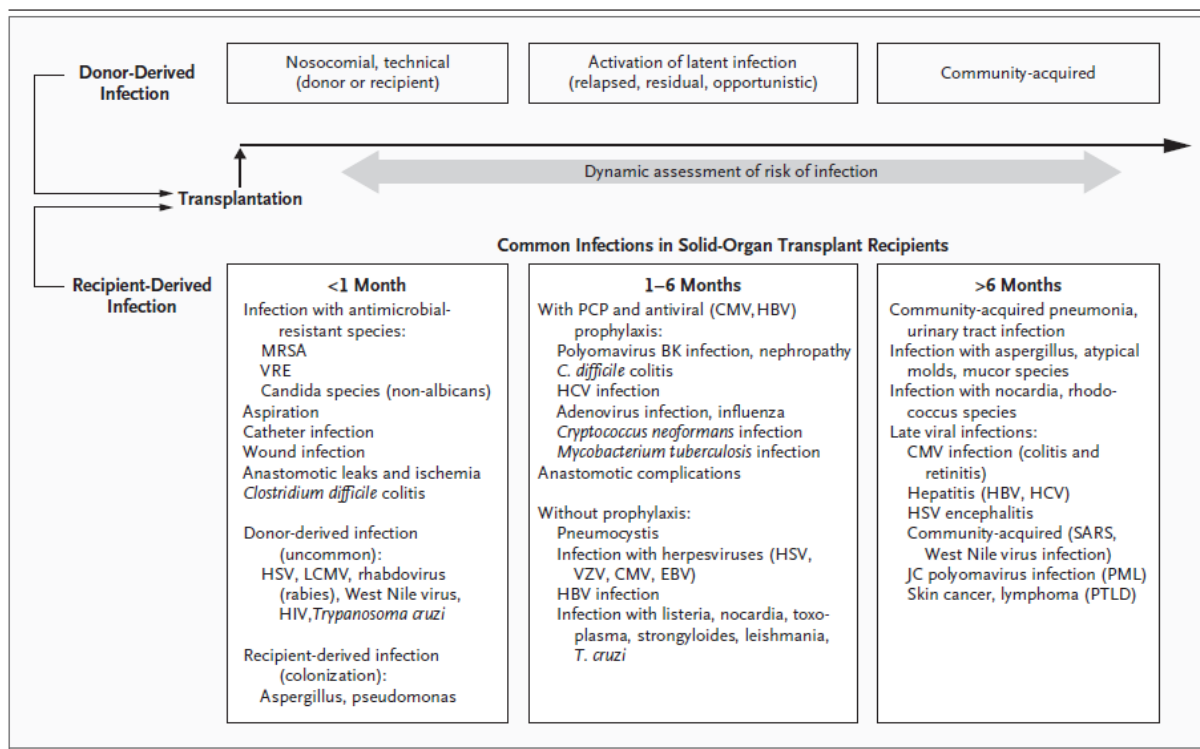 Donor-Derived
Infection
Nosocomial, technical
(donor or recipient)
Activation of latent infection
(relapsed, residual, opportunistic)
Community-acquired
Dynamic assessment of risk of infection
Transplantation
Common Infections in Solid-Organ Transplant Recipients
Recipient-Derived
Infection
<1 Month
Infection with antimicrobial-
resistant species:
MRSA
VRE
Candida species (non-albicans)
Aspiration
Catheter infection
Wound infection
Anastomotic leaks and ischemia
Clostridium difficile colitis
Donor-derived infection
(uncommon):
HSV, LCMV, rhabdovirus
(rabies), West Nile virus,
HIV,Trypanosoma cruzi
Recipient-derived infection
(colonization):
Aspergillus, pseudomonas
1–6 Months
With PCP and antiviral (CMV,HBV)
prophylaxis:
Polyomavirus BK infection, nephropathy
C. difficile colitis
HCV infection
Adenovirus infection, influenza
Cryptococcus neoformans infection
Mycobacterium tuberculosis infection
Anastomotic complications
Without prophylaxis:
Pneumocystis
Infection with herpesviruses (HSV,
VZV, CMV, EBV)
HBV infection
Infection with listeria, nocardia, toxo-
plasma, strongyloides, leishmania,
T. cruzi
>6 Months
Community-acquired pneumonia,
urinary tract infection
Infection with aspergillus, atypical
molds, mucor species
Infection with nocardia, rhodo-
coccus species
Late viral infections:
CMV infection (colitis and
retinitis)
Hepatitis (HBV, HCV)
HSV encephalitis
Community-acquired (SARS,
West Nile virus infection)
JC polyomavirus infection (PML)
Skin cancer, lymphoma (PTLD)